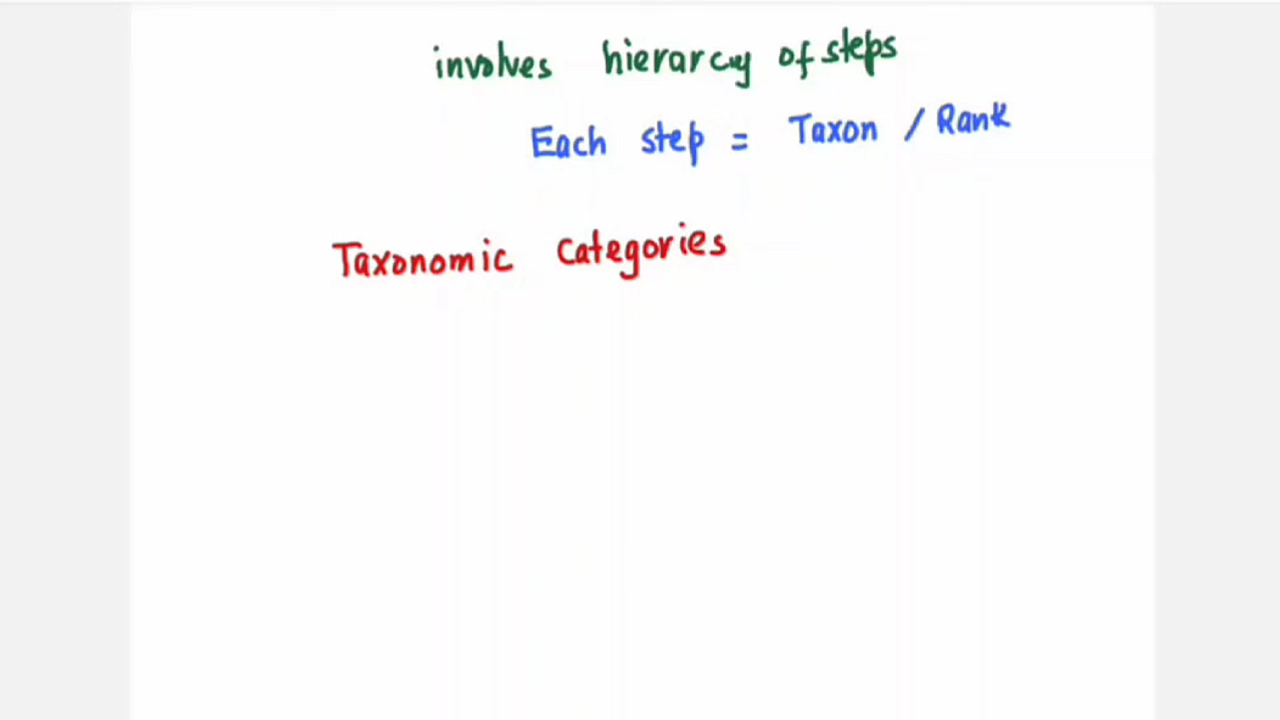 involves hierarcy of steps
Each step = Taxon / Rank
Taxonomic Categories